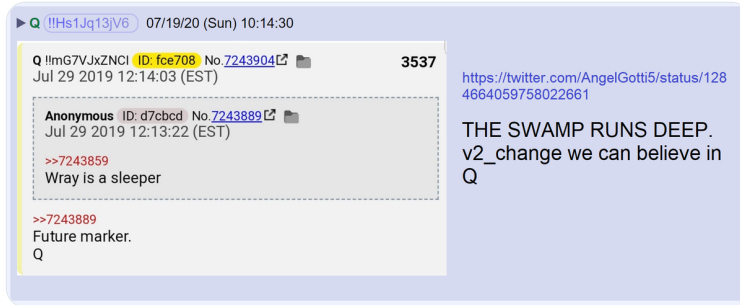 Q !!Hs1Jq13jV6 07/19/20 (Sun) 10:14:30
Q !!mG7VJxZNCI ID: fce708 No.7243904 3537
Jul 29 2019 12:14:03 (EST)
Anonymous ID: d7cbcd No.7243889
Jul 29 2019 12:13:22 (EST)
>>7243859
Wray is a sleeper
>>7243889
Future marker.
Q
https://twitter.com/AngelGotti5/status/128
4664059758022661
THE SWAMP RUNS DEEP.
v2_change we can believe in
Q